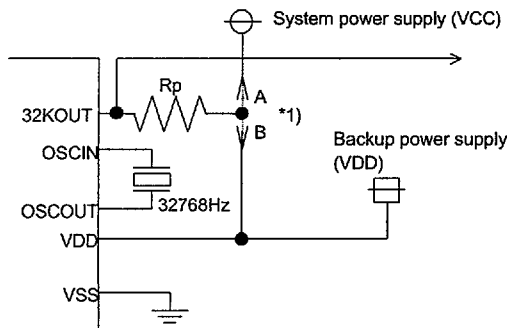 System power supply (VCC)
Rp
A
32KOUT
*1)
B
OSCIN
Backup power supply
(VDD)
OSCOUT
32768Hz
VDD
VSS